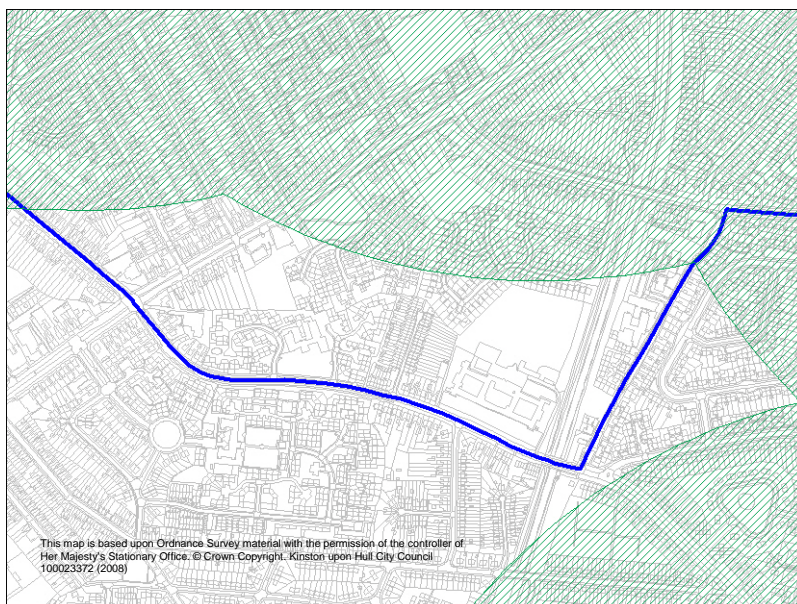 This map is based upon Ordnance Survey material with the permission of the controller of
Her Majesty's Stationary Office. © Crown Copyright. Kinston upon Hull City Council
100023372 (2008)